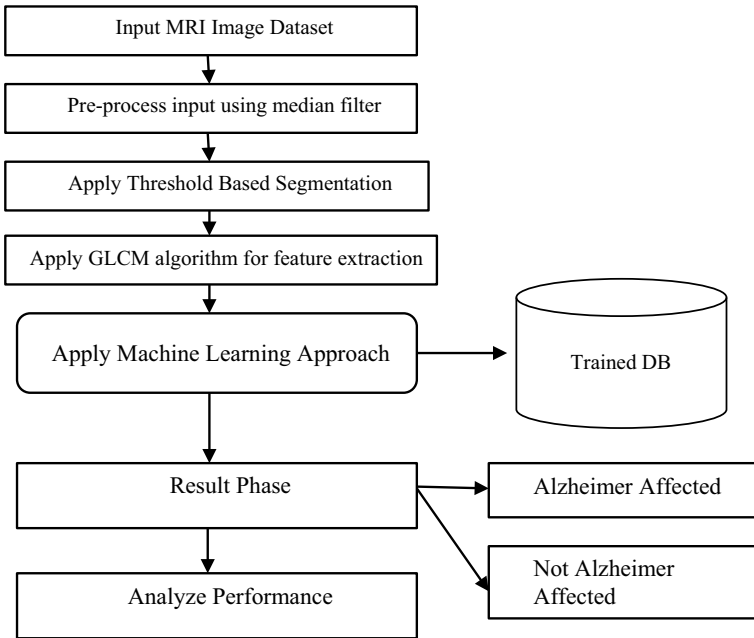 Input MRI Image Dataset
Pre-process input using median filter
Apply Threshold Based Segmentation
Apply GLCM algorithm for feature extraction
Apply Machine Learning Approach
Trained DB
Result Phase
Alzheimer Affected
Not Alzheimer
Affected
Analyze Performance